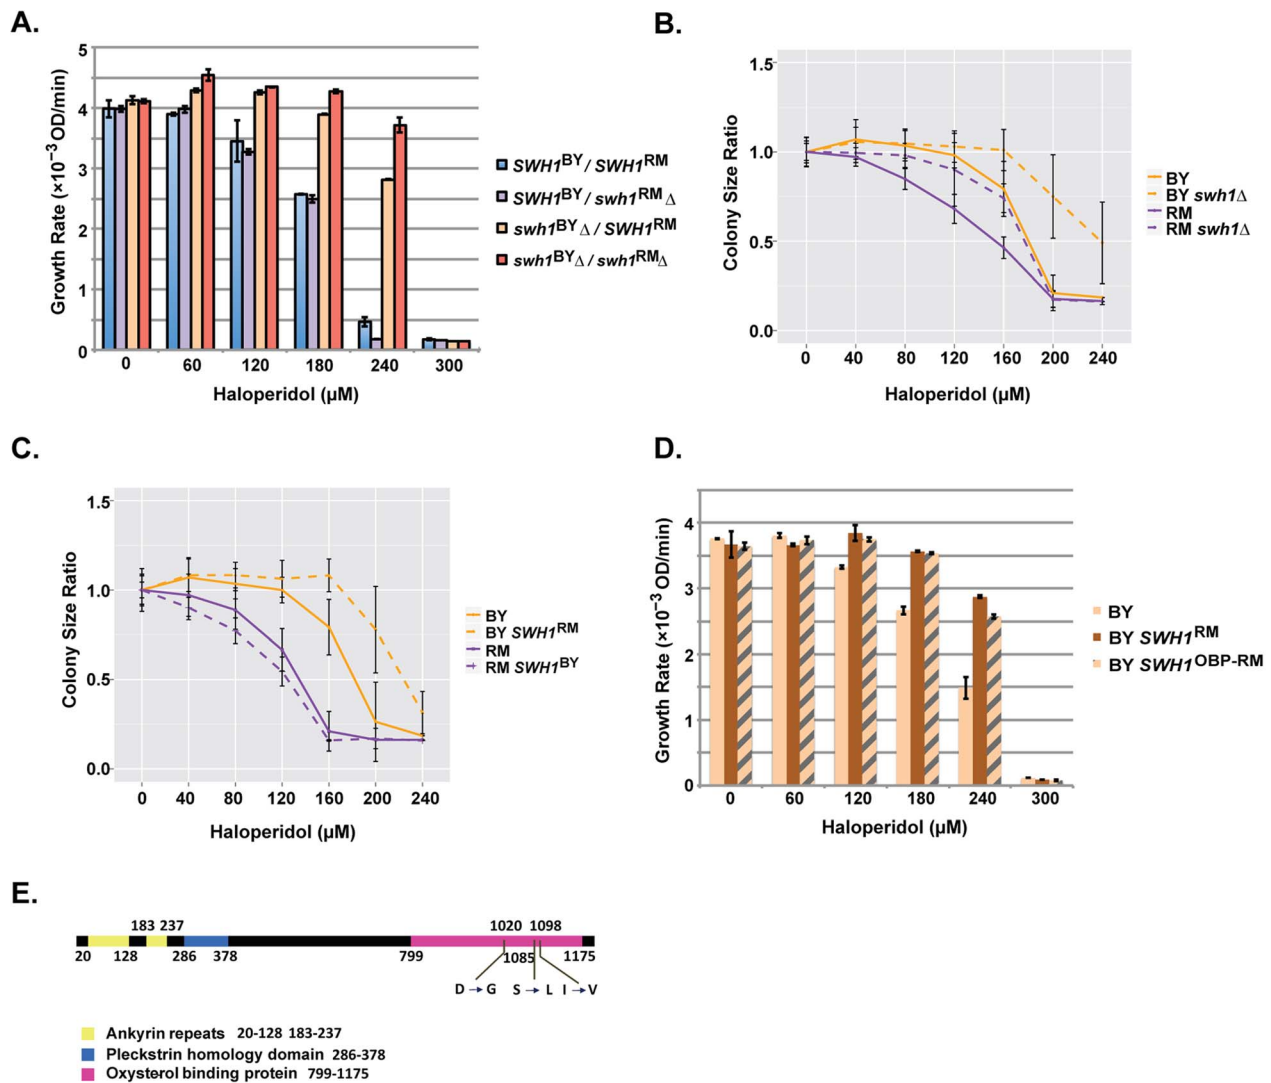 A.
5
4
3
2
1
0
Growth Rate (×10⁻³ OD/min)
0 60 120 180 240 300
Haloperidol (µM)
SWH1ᴮʸ / SWH1ᴿᴹ
SWH1ᴮʸ / swh1ᴿᴹ Δ
swh1ᴮʸ Δ / SWH1ᴿᴹ
swh1ᴮʸΔ / swh1ᴿᴹΔ
B.
1.5
1.0
0.5
0.0
Colony Size Ratio
0 40 80 120 160 200 240
Haloperidol (µM)
BY
BY swh1Δ
RM
RM swh1Δ
C.
1.5
1.0
0.5
0.0
Colony Size Ratio
0 40 80 120 160 200 240
Haloperidol (µM)
BY
BY SWH1ᴿᴹ
RM
RM SWH1ᴮʸ
D.
4
3
2
1
0
Growth Rate (×10⁻³ OD/min)
0 60 120 180 240 300
Haloperidol (µM)
BY
BY SWH1ᴿᴹ
BY SWH1ᴼᴮᴾ⁻ᴿᴹ
E.
183 237 1020 1098
20 128 286 378 799 1085 1175
D → G S → L I → V
Ankyrin repeats 20-128 183-237
Pleckstrin homology domain 286-378
Oxysterol binding protein 799-1175